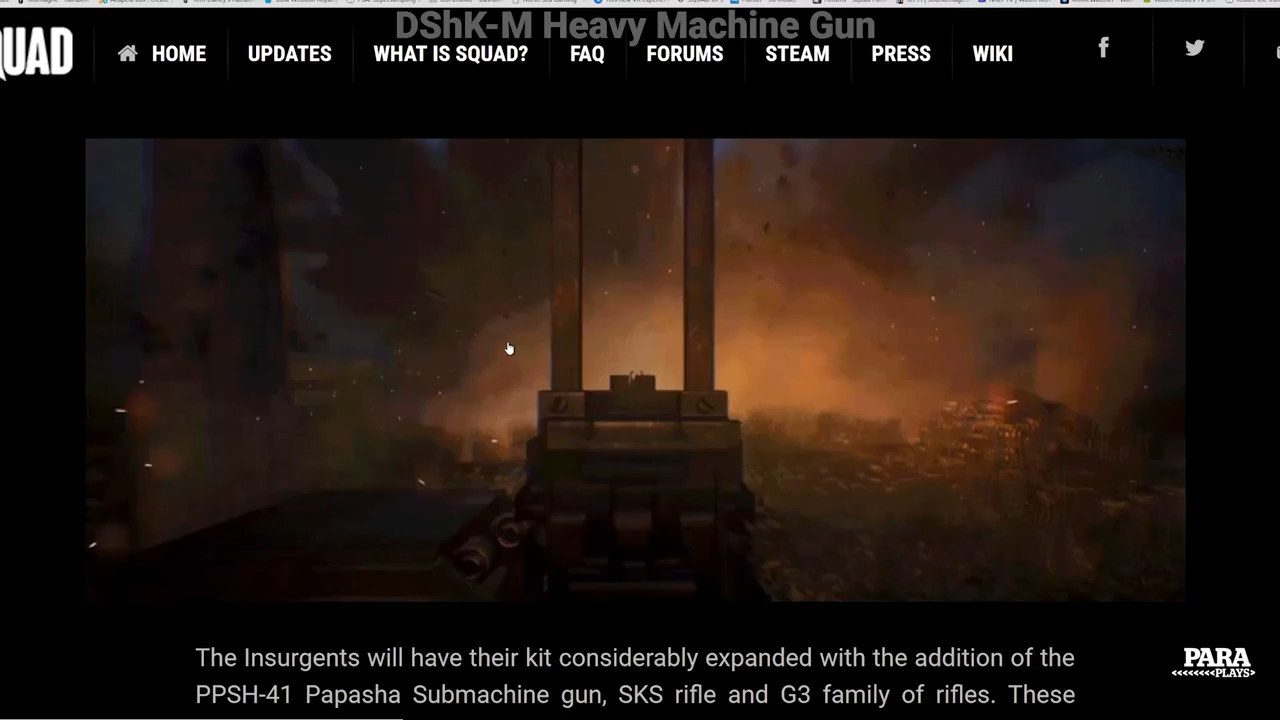 DShK-M Heavy Machine Gun
QUAD
HOME
UPDATES
WHAT IS SQUAD?
FAQ
FORUMS
STEAM
PRESS
WIKI
The Insurgents will have their kit considerably expanded with the addition of the
PPSH-41 Papasha Submachine gun, SKS rifle and G3 family of rifles. These
PARA
PLAYS